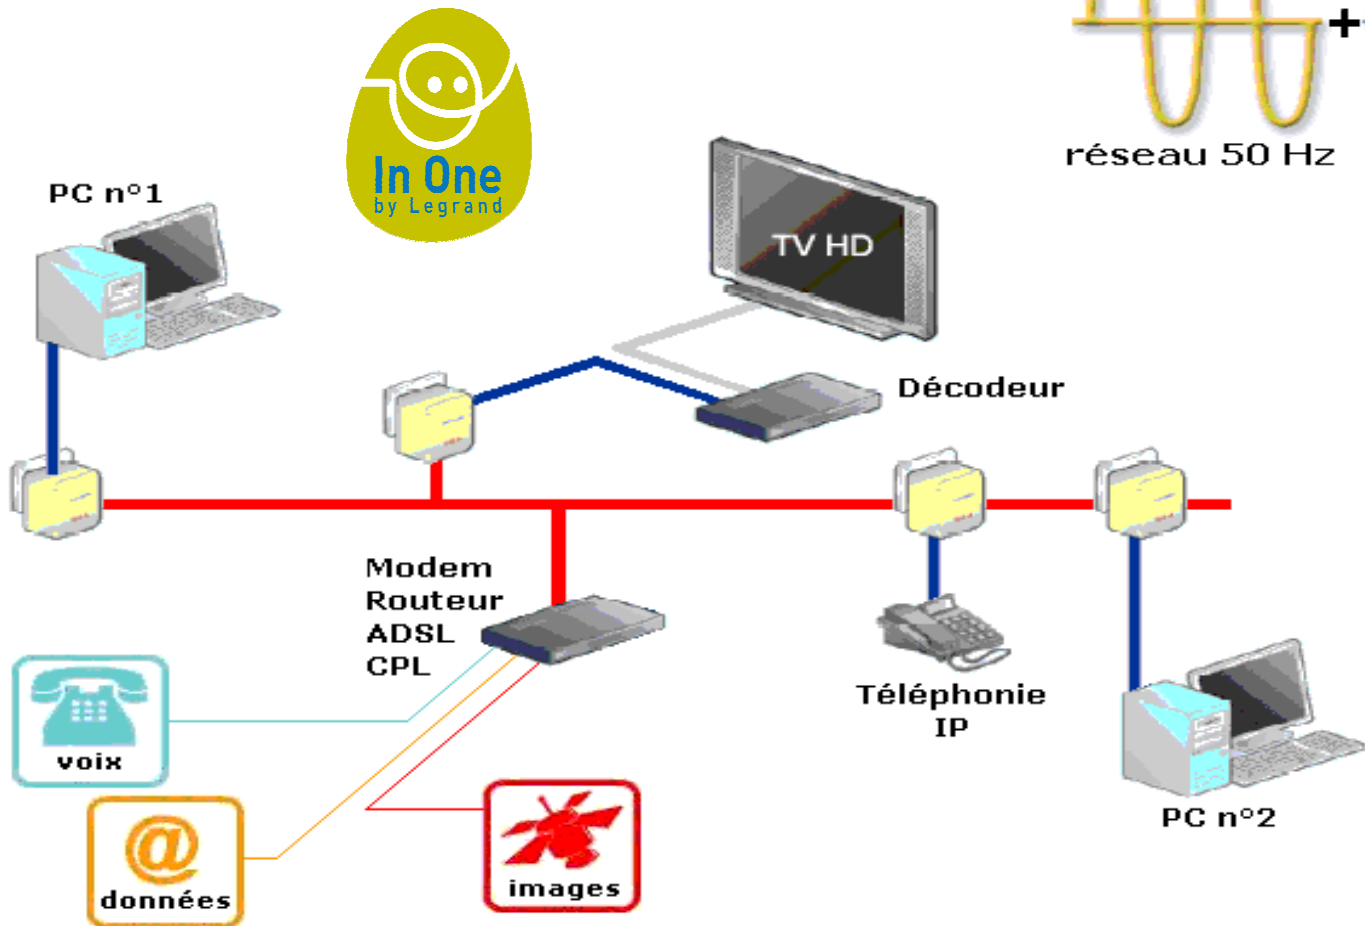 +
réseau 50 Hz
In One
by Legrand
PC n°1
TV HD
Décodeur
Modem
Routeur
ADSL
CPL
Téléphonie
IP
voix
@
données
images
PC n°2